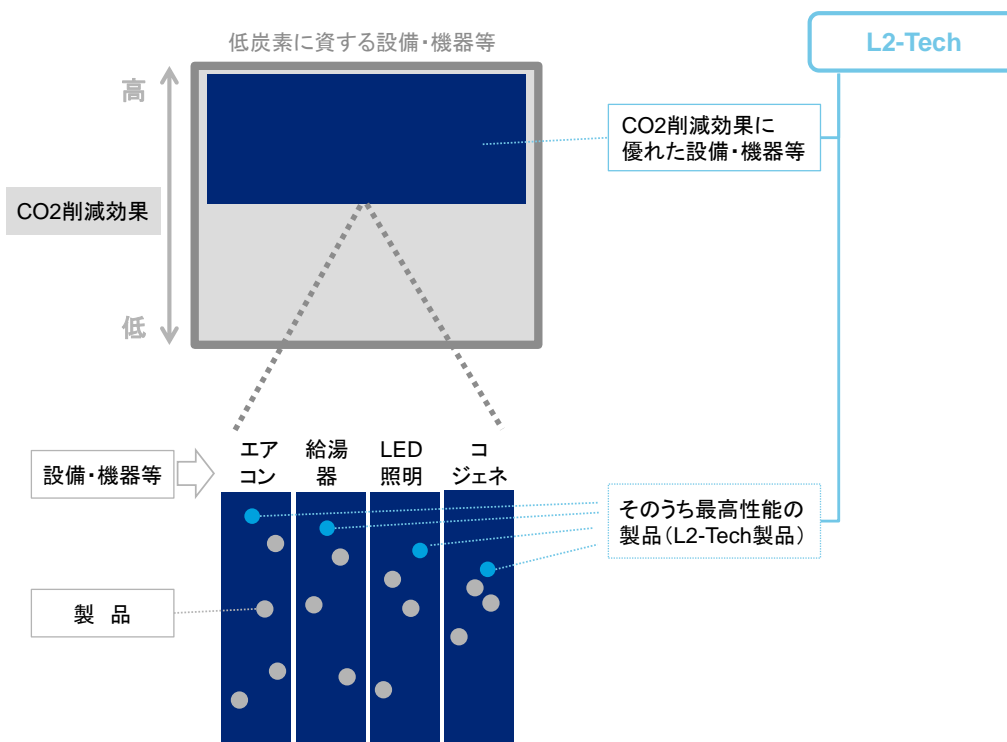 低炭素に資する設備・機器等
L2-Tech
高
CO2削減効果に
優れた設備・機器等
CO2削減効果
低
エア
コン
給湯
器
LED
照明
コ
ジェネ
設備・機器等
そのうち最高性能の
製品（L2-Tech製品）
製 品